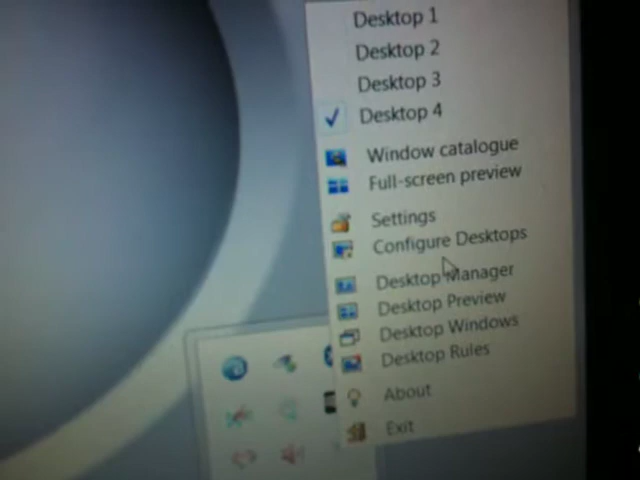 Desktop 1
Desktop 2
Desktop 3
Desktop 4
Window catalogue
Full-screen preview
Settings
Configure Desktops
Desktop Manager
Desktop Preview
Desktop Windows
Desktop Rules
About
Exit